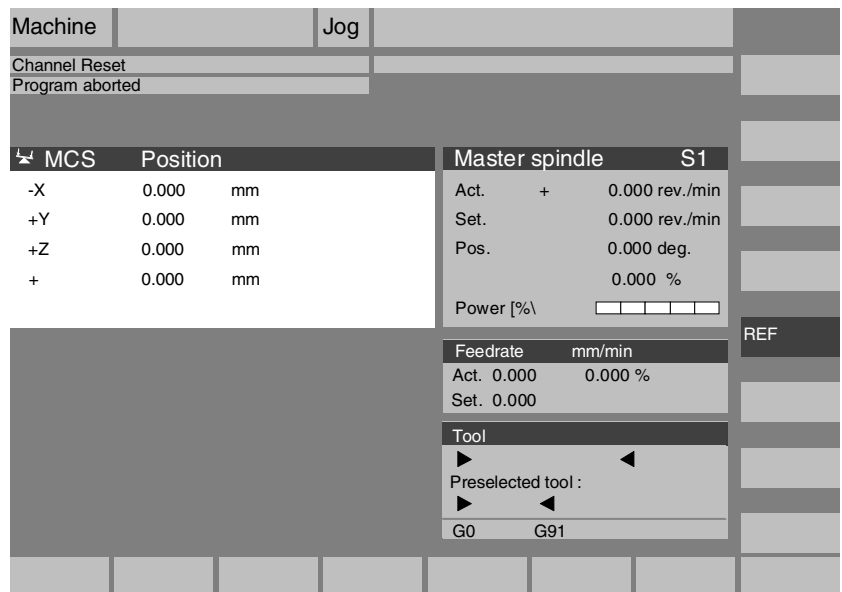 Machine Jog
Channel Reset
Program aborted
MCS Position
-X 0.000 mm
+Y 0.000 mm
+Z 0.000 mm
+ 0.000 mm
Master spindle S1
Act. + 0.000 rev./min
Set. 0.000 rev./min
Pos. 0.000 deg.
0.000 %
Power [%\
REF
Feedrate mm/min
Act. 0.000 0.000 %
Set. 0.000
Tool
Preselected tool :
G0 G91